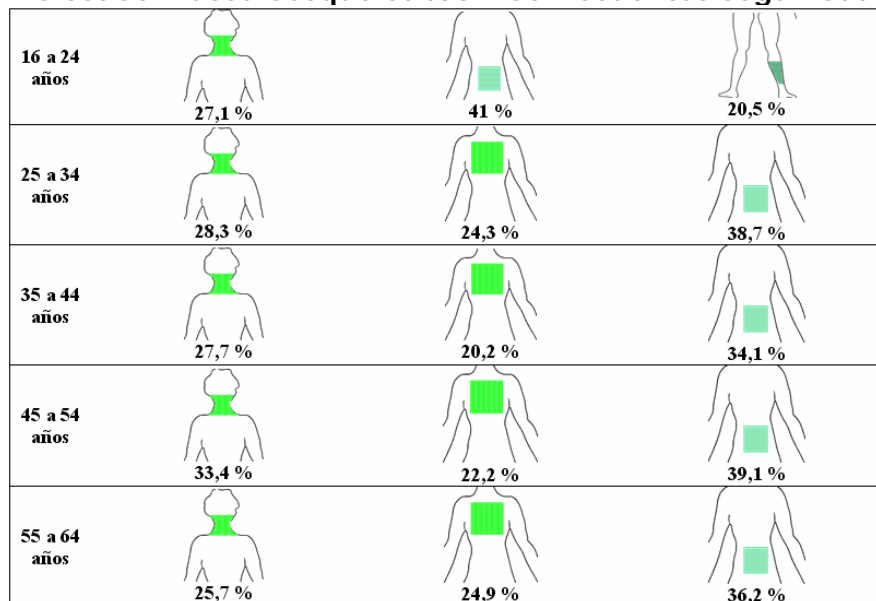 16 a 24
años
27,1 %
41 %
20,5 %
25 a 34
años
28,3 %
24,3 %
38,7 %
35 a 44
años
27,7 %
20,2 %
34,1 %
45 a 54
años
33,4 %
22,2 %
39,1 %
55 a 64
años
25,7 %
24,9 %
36,2 %